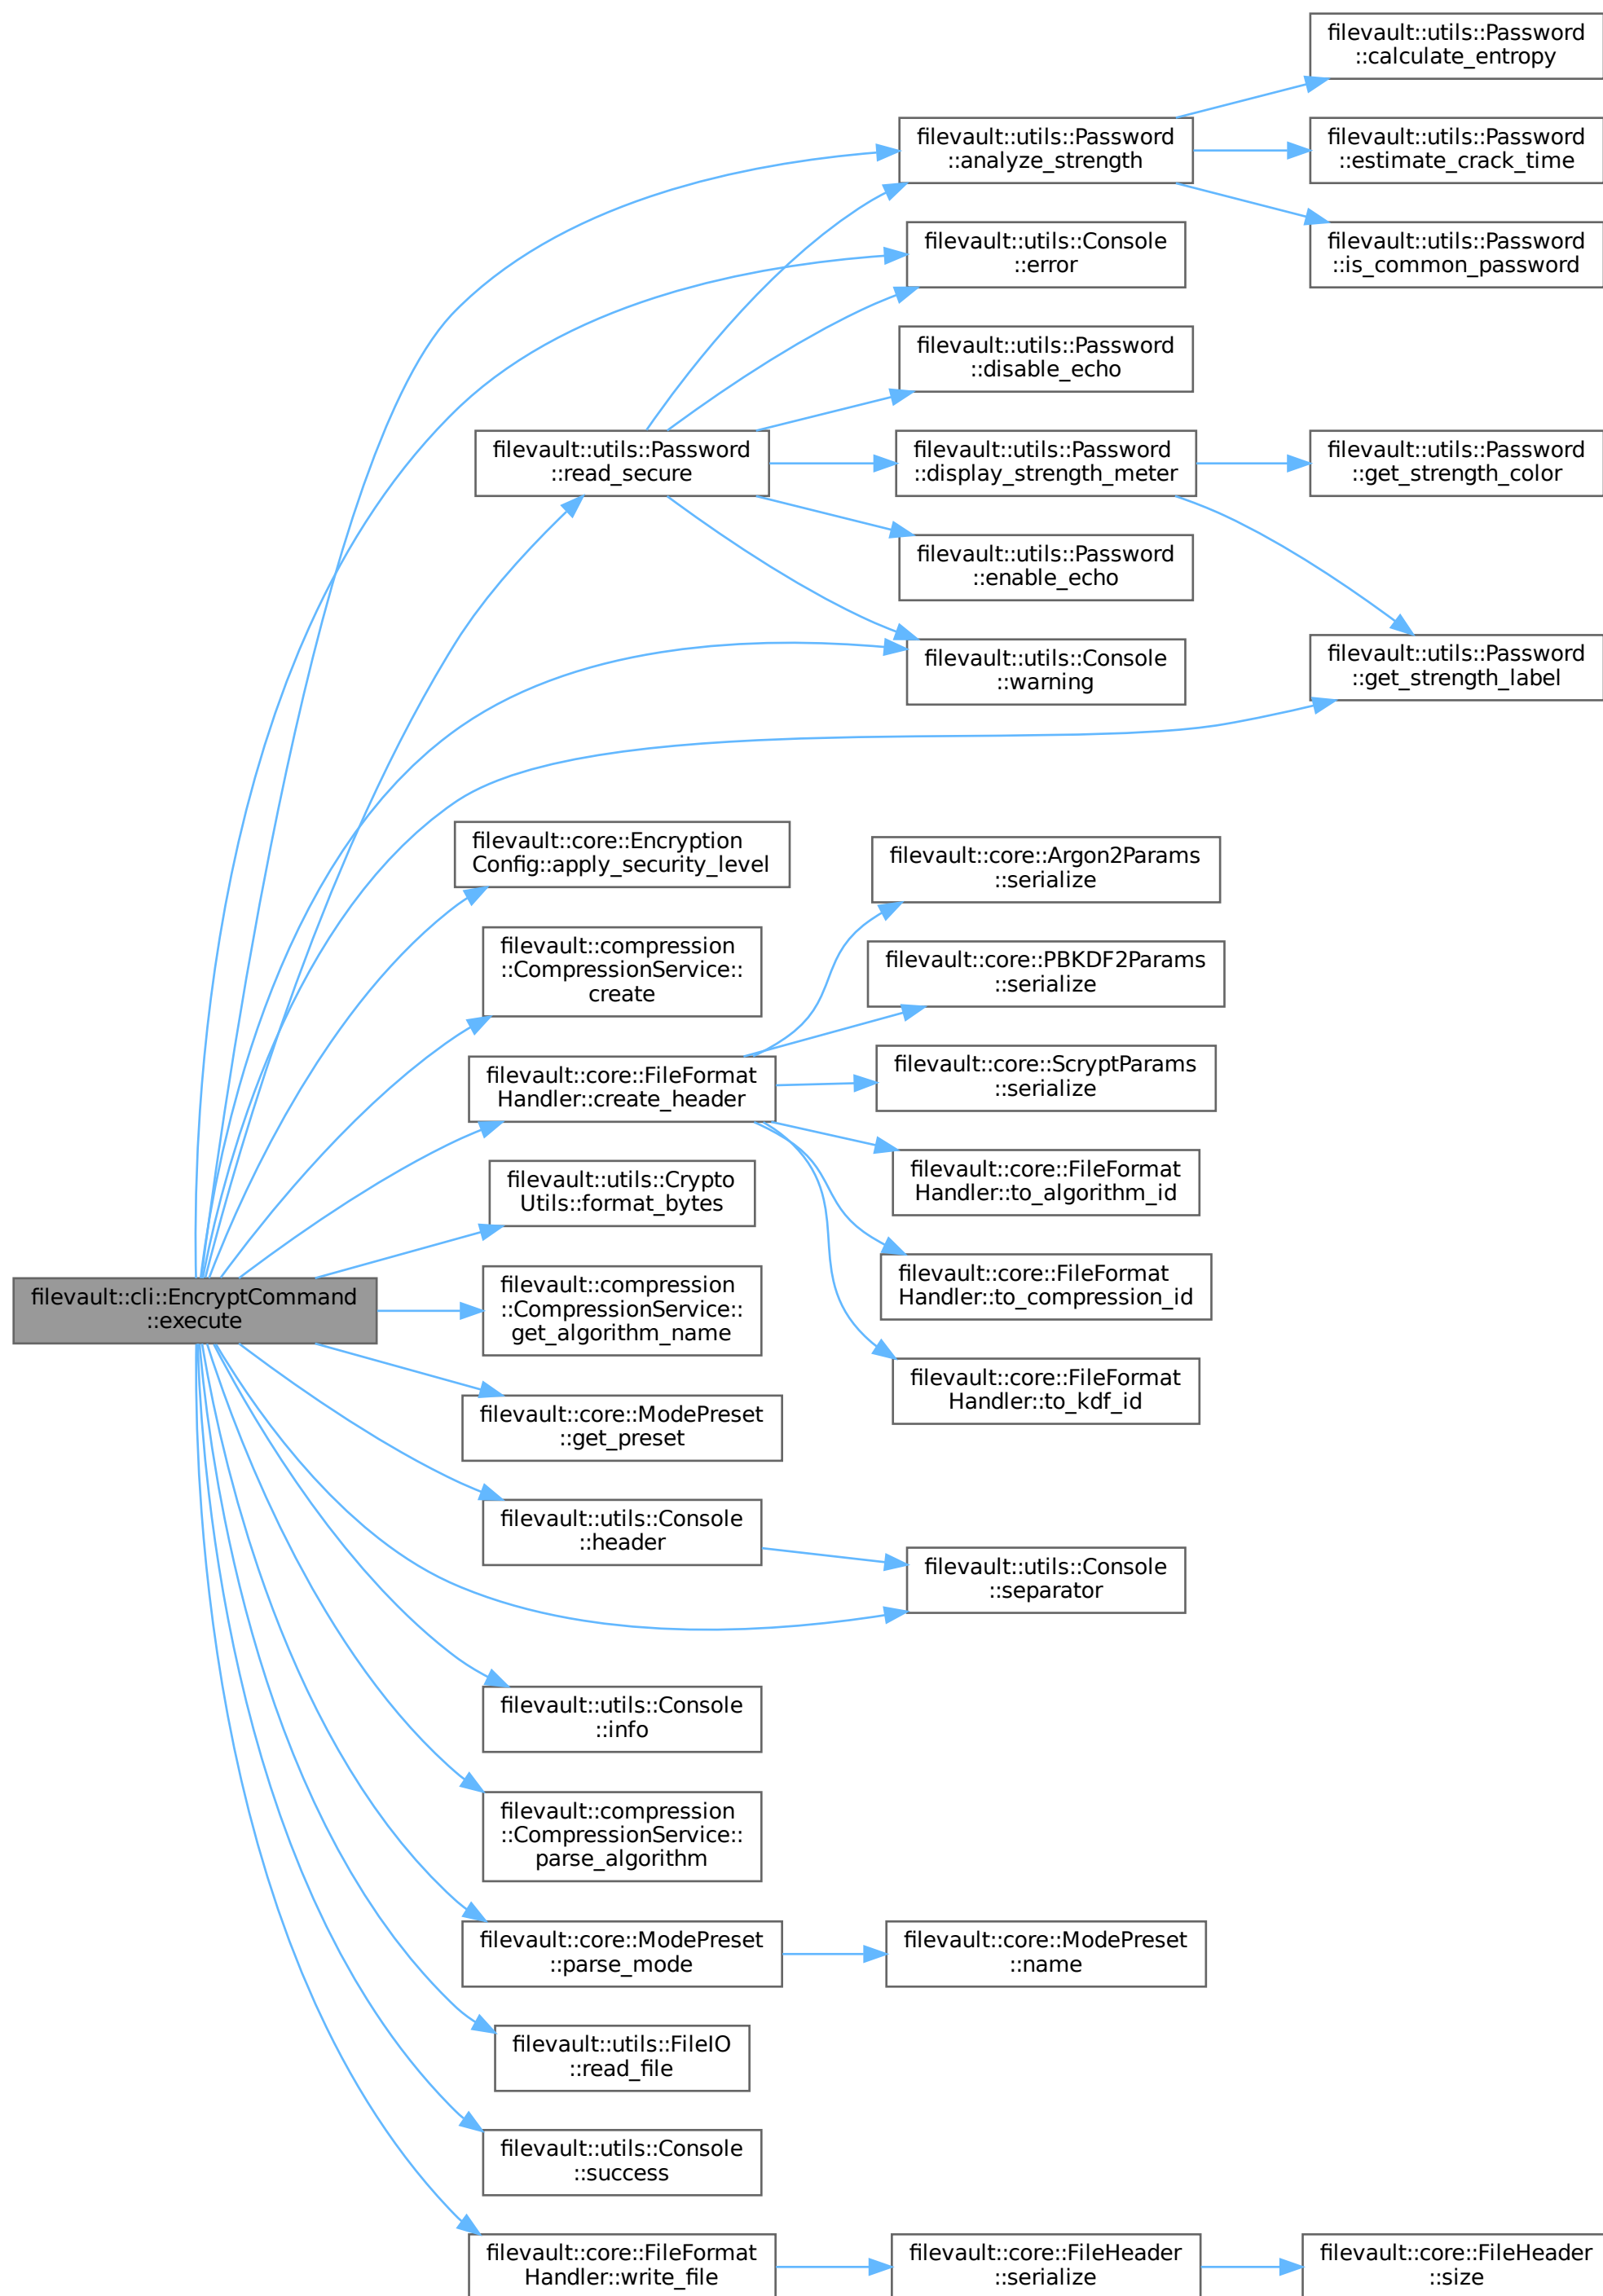 filevault::utils::Password
::calculate_entropy
filevault::utils::Password
::analyze_strength
filevault::utils::Password
::estimate_crack_time
filevault::utils::Password
::is_common_password
filevault::utils::Console
::error
filevault::utils::Password
::disable_echo
filevault::utils::Password
::read_secure
filevault::utils::Password
::display_strength_meter
filevault::utils::Password
::get_strength_color
filevault::utils::Password
::enable_echo
filevault::utils::Console
::warning
filevault::utils::Password
::get_strength_label
filevault::core::Encryption
Config::apply_security_level
filevault::core::Argon2Params
::serialize
filevault::compression
::CompressionService::
create
filevault::core::PBKDF2Params
::serialize
filevault::core::FileFormat
Handler::create_header
filevault::core::ScryptParams
::serialize
filevault::utils::Crypto
Utils::format_bytes
filevault::core::FileFormat
Handler::to_algorithm_id
filevault::core::FileFormat
Handler::to_compression_id
filevault::cli::EncryptCommand
::execute
filevault::compression
::CompressionService::
get_algorithm_name
filevault::core::FileFormat
Handler::to_kdf_id
filevault::core::ModePreset
::get_preset
filevault::utils::Console
::header
filevault::utils::Console
::separator
filevault::utils::Console
::info
filevault::compression
::CompressionService::
parse_algorithm
filevault::core::ModePreset
::parse_mode
filevault::core::ModePreset
::name
filevault::utils::FileIO
::read_file
filevault::utils::Console
::success
filevault::core::FileFormat
Handler::write_file
filevault::core::FileHeader
::serialize
filevault::core::FileHeader
::size